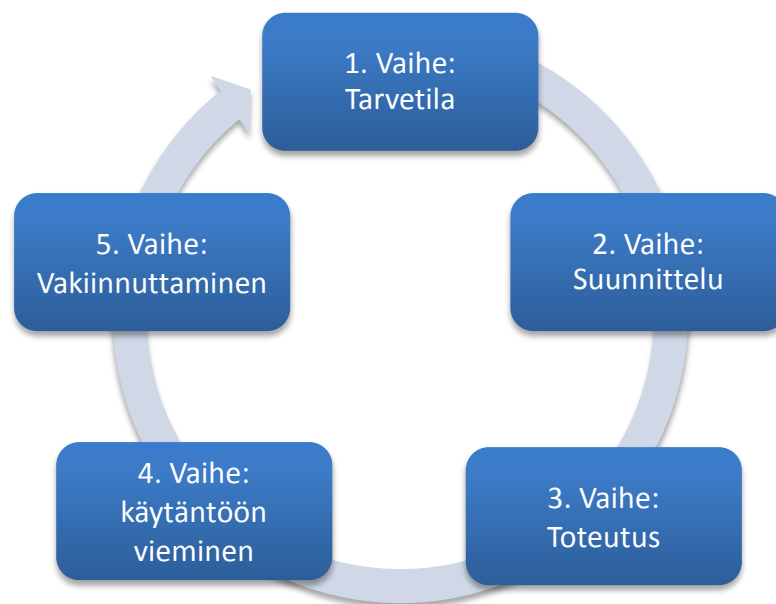 1. Vaihe:
Tarvetila
2. Vaihe:
Suunnittelu
3. Vaihe:
Toteutus
4. Vaihe:
käytäntöön
vieminen
5. Vaihe:
Vakiinnuttaminen